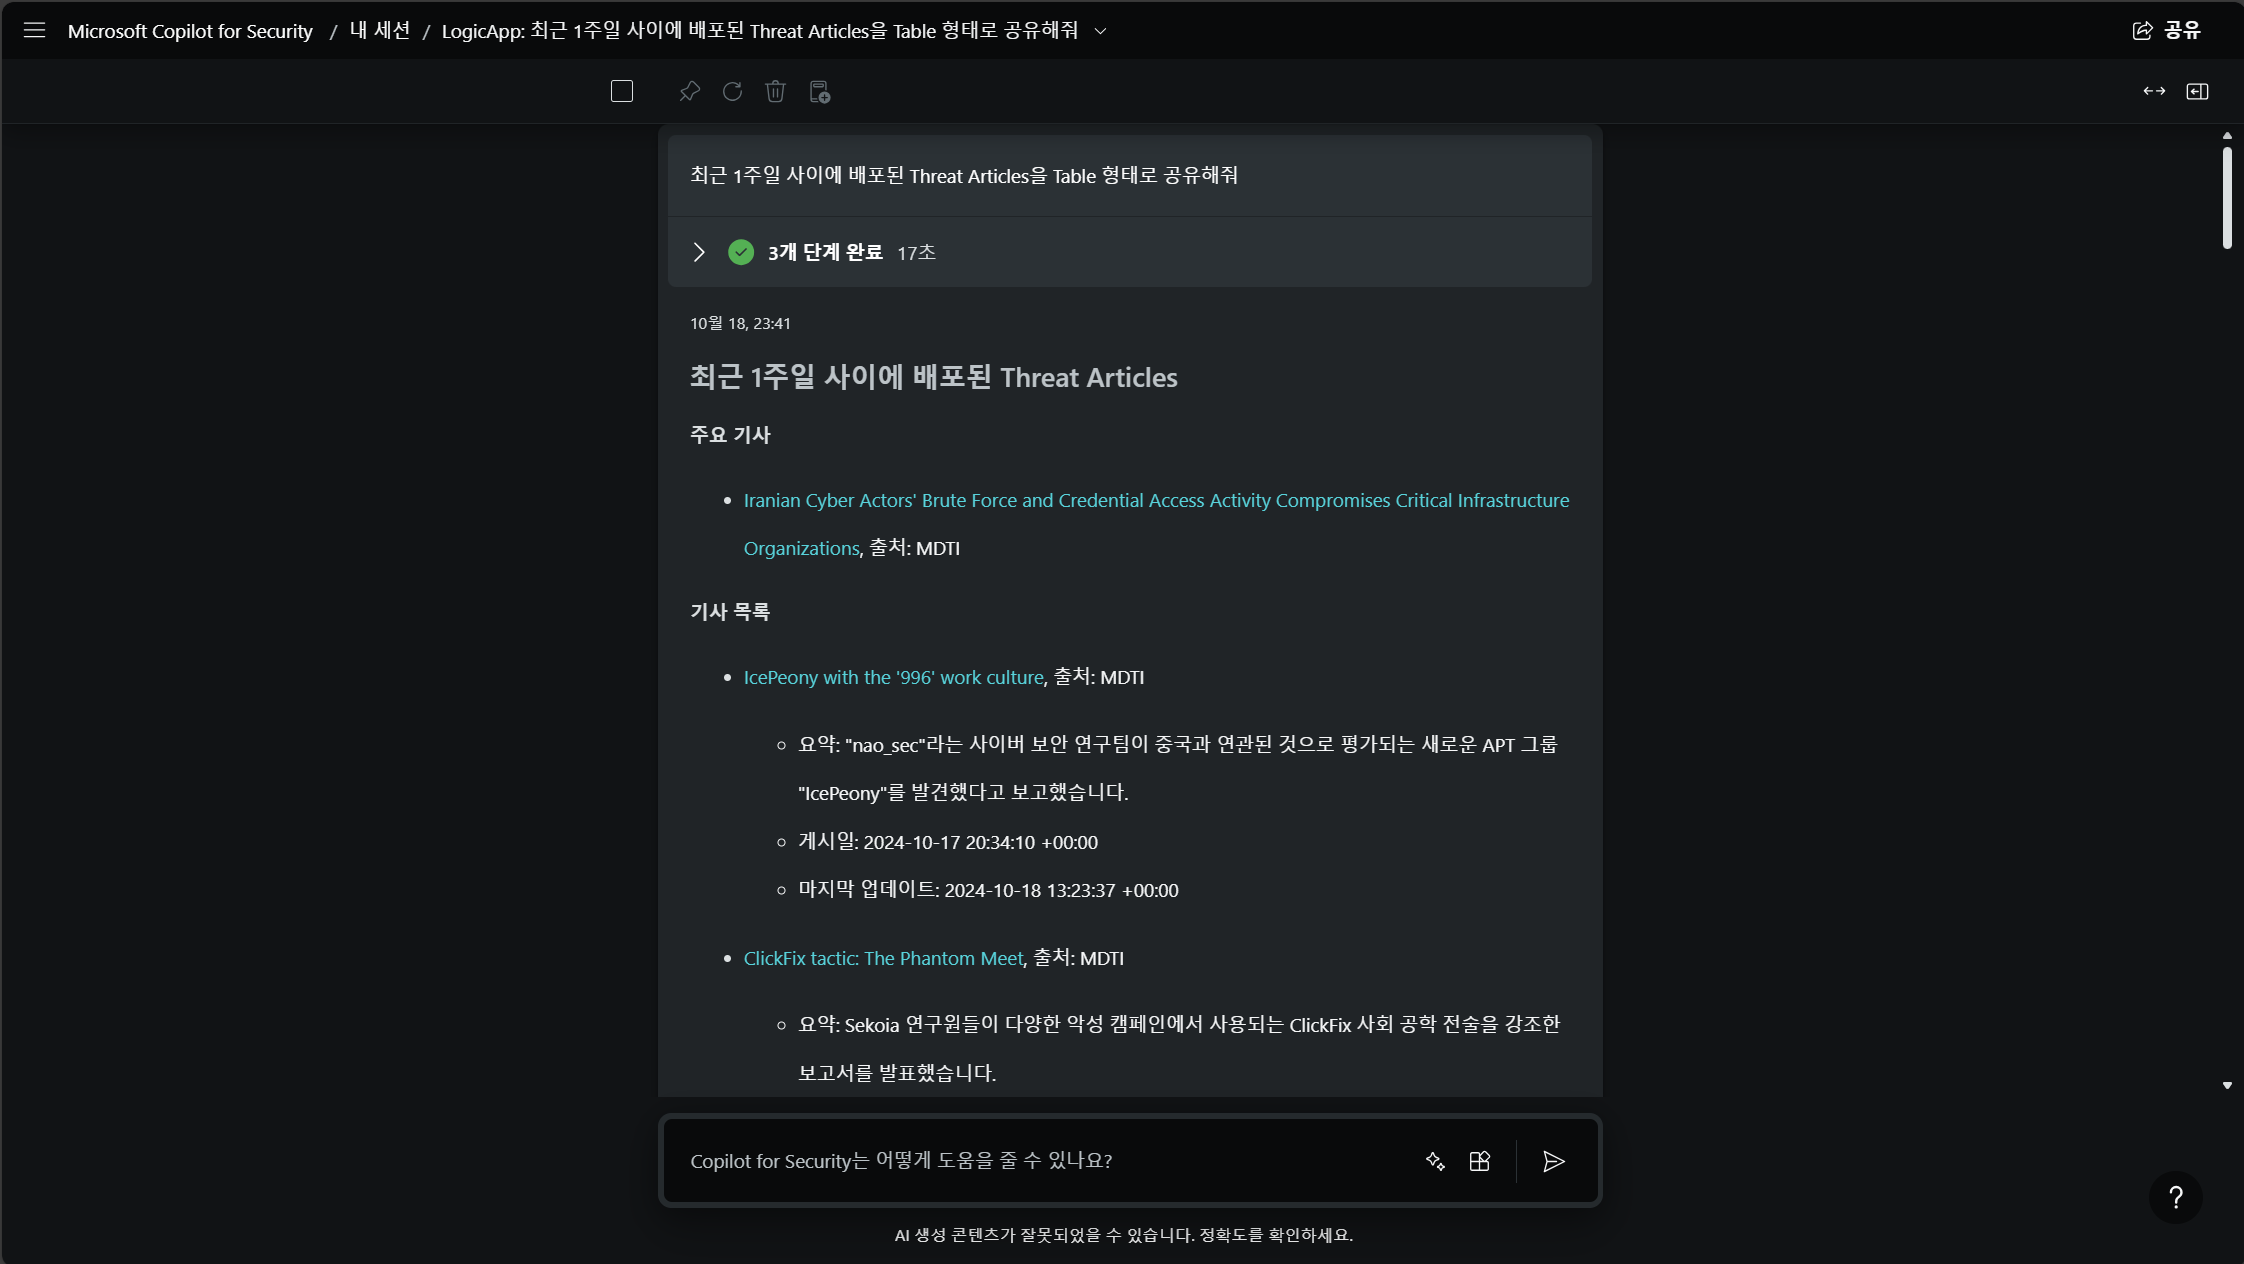 Microsoft Copilot for Security / 내 세션 / LogicApp: 최근 1주일 사이에 배포된 Threat Articles을 Table 형태로 공유해줘
공유
최근 1주일 사이에 배포된 Threat Articles을 Table 형태로 공유해줘
3개 단계 완료 17초
10월 18, 23:41
최근 1주일 사이에 배포된 Threat Articles
주요 기사
Iranian Cyber Actors' Brute Force and Credential Access Activity Compromises Critical Infrastructure
Organizations, 출처: MDTI
기사 목록
IcePeony with the '996' work culture, 출처: MDTI
요약: "nao_sec"라는 사이버 보안 연구팀이 중국과 연관된 것으로 평가되는 새로운 APT 그룹
"IcePeony"를 발견했다고 보고했습니다.
게시일: 2024-10-17 20:34:10 +00:00
마지막 업데이트: 2024-10-18 13:23:37 +00:00
ClickFix tactic: The Phantom Meet, 출처: MDTI
요약: Sekoia 연구원들이 다양한 악성 캠페인에서 사용되는 ClickFix 사회 공학 전술을 강조한
보고서를 발표했습니다.
Copilot for Security는 어떻게 도움을 줄 수 있나요?
?
AI 생성 콘텐츠가 잘못되었을 수 있습니다. 정확도를 확인하세요.